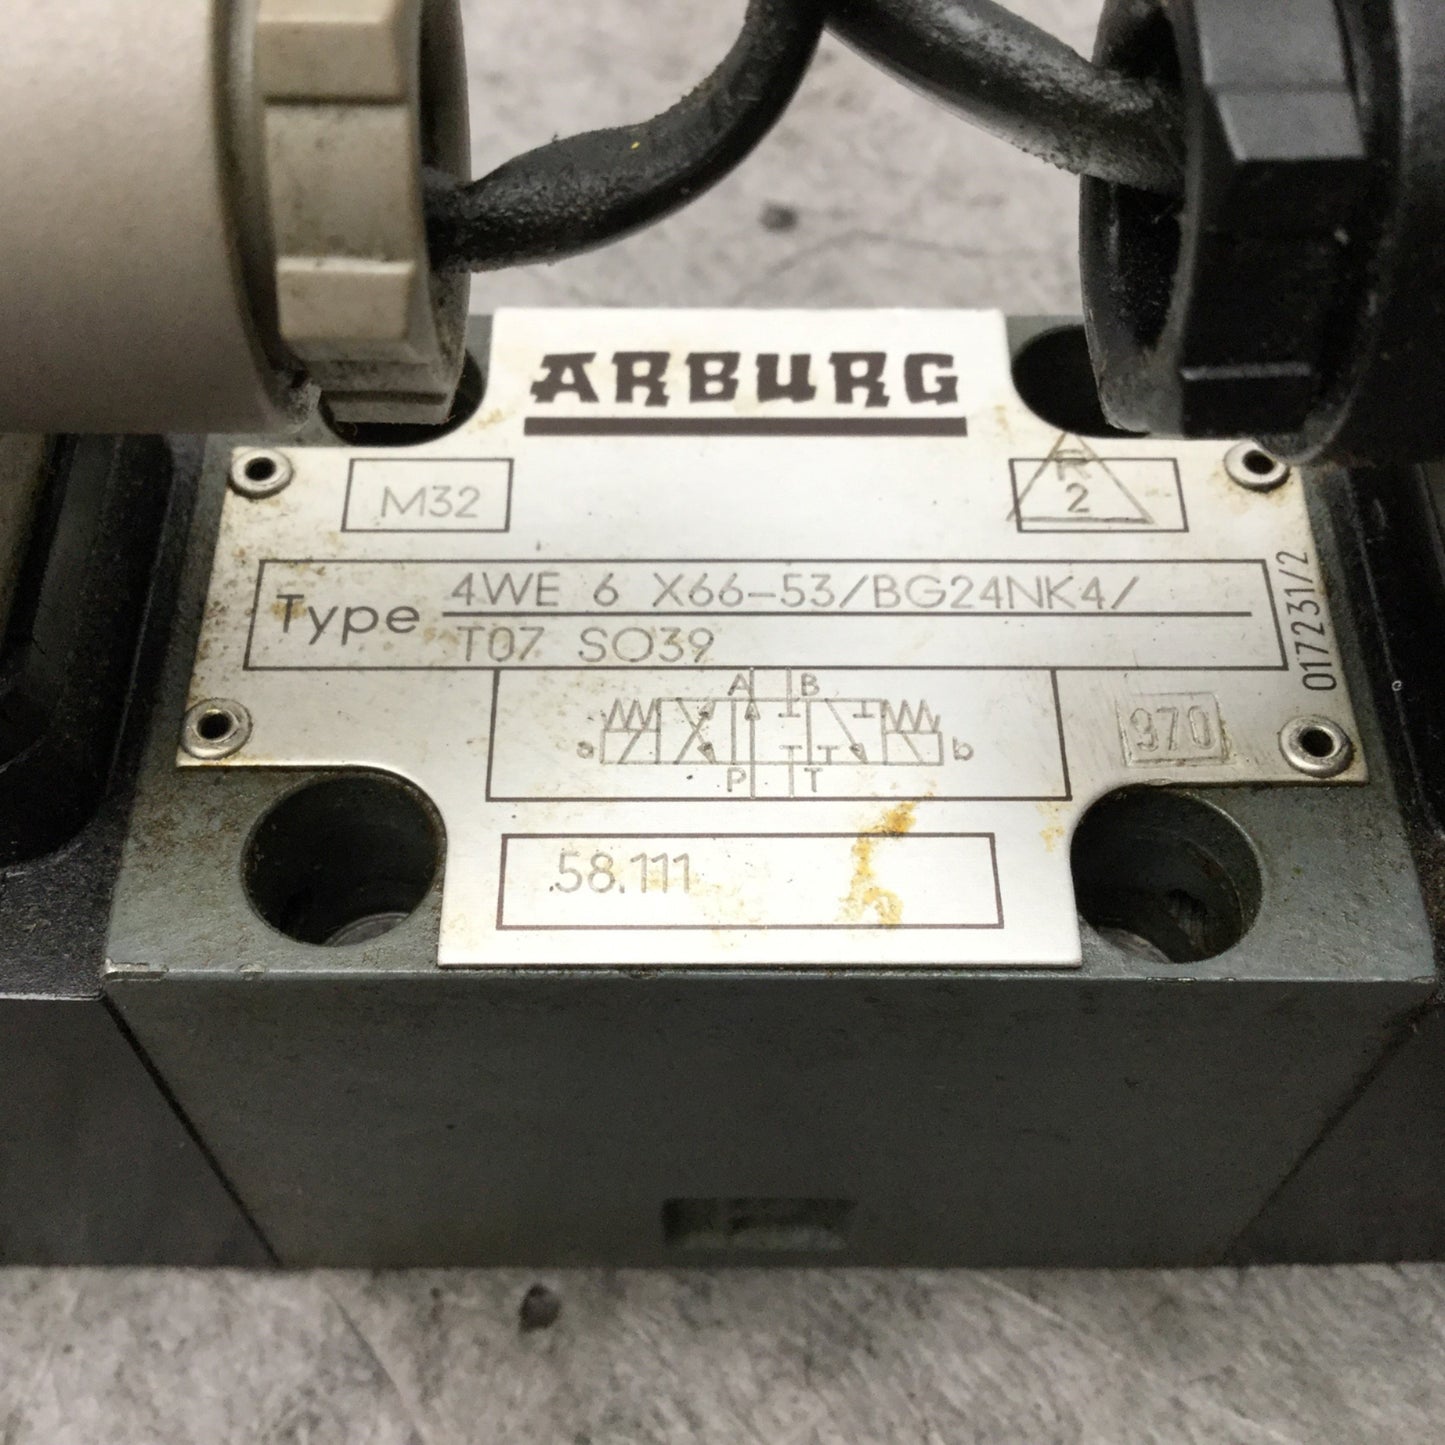 ARBURG
M32
R
2
Type 4WE 6 X66-53/BG24NK4/
T07 SO39
017231/2
A B
a b
P T
970
58.111